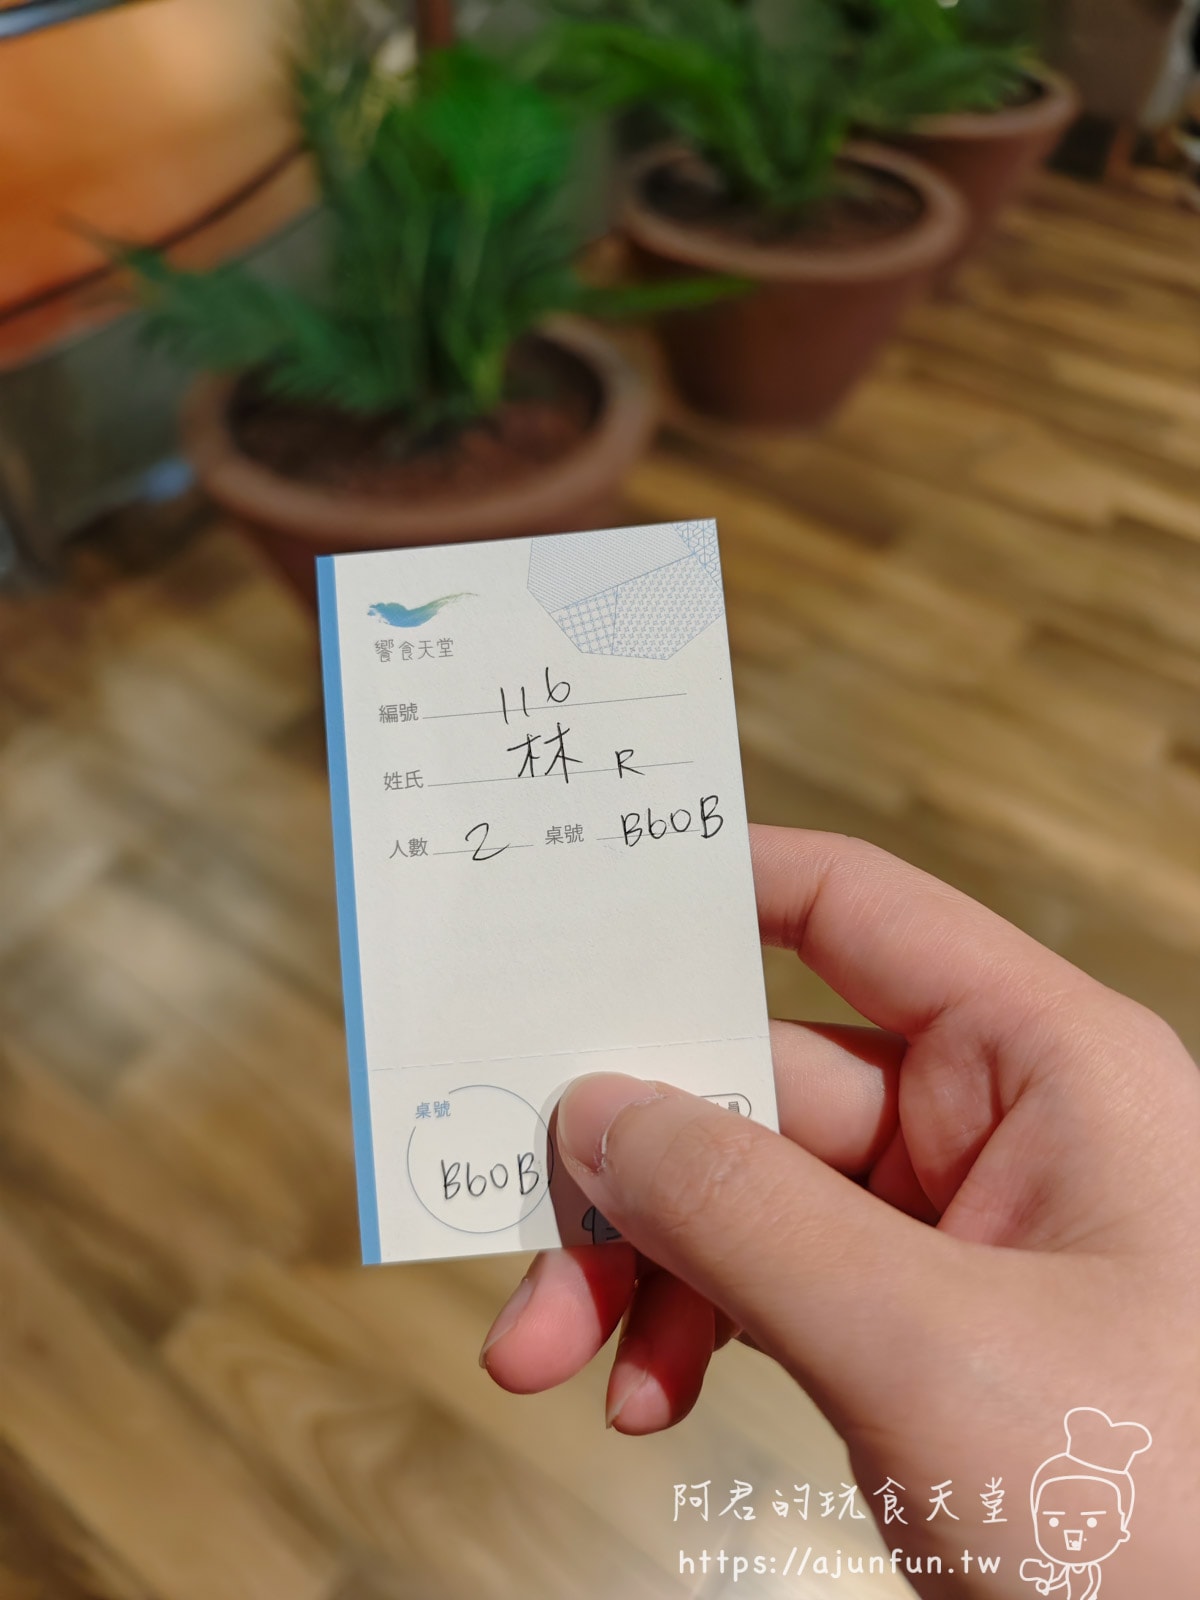 饗食天堂
編號 116
姓氏 林 R
人數 2 桌號 B60B
桌號
B60B
員
阿君的玩食天堂
https://ajunfun.tw